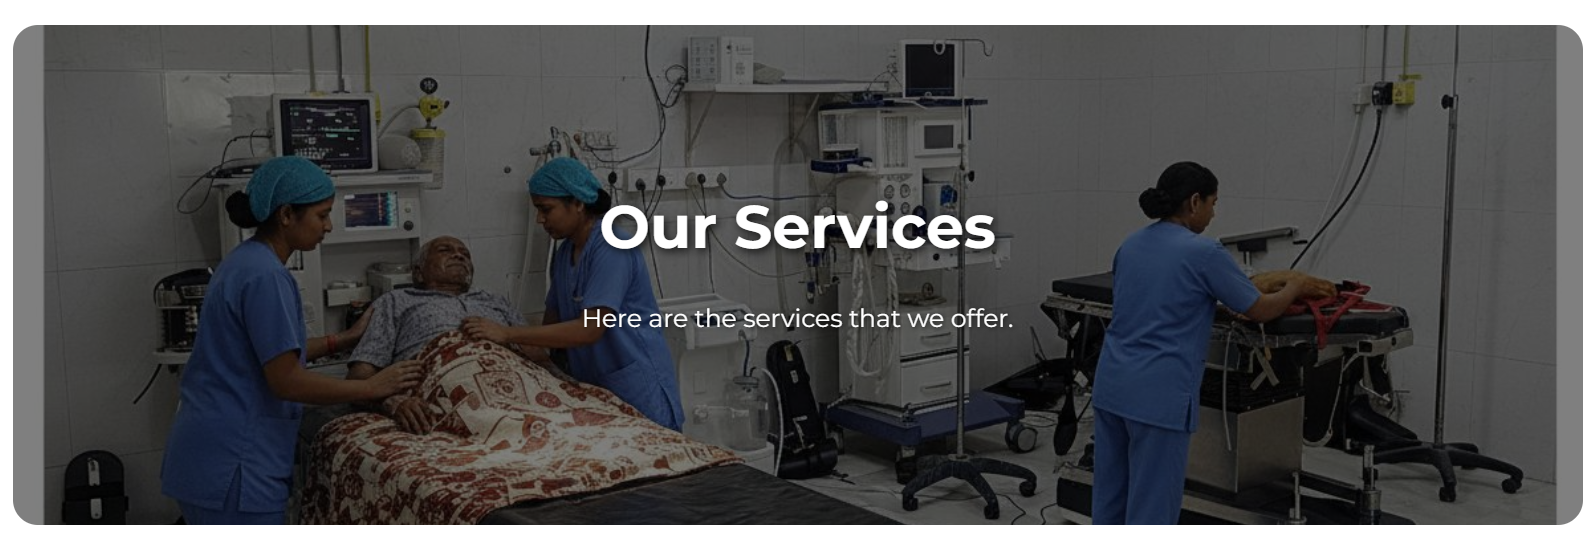 Our Services
Here are the services that we offer.